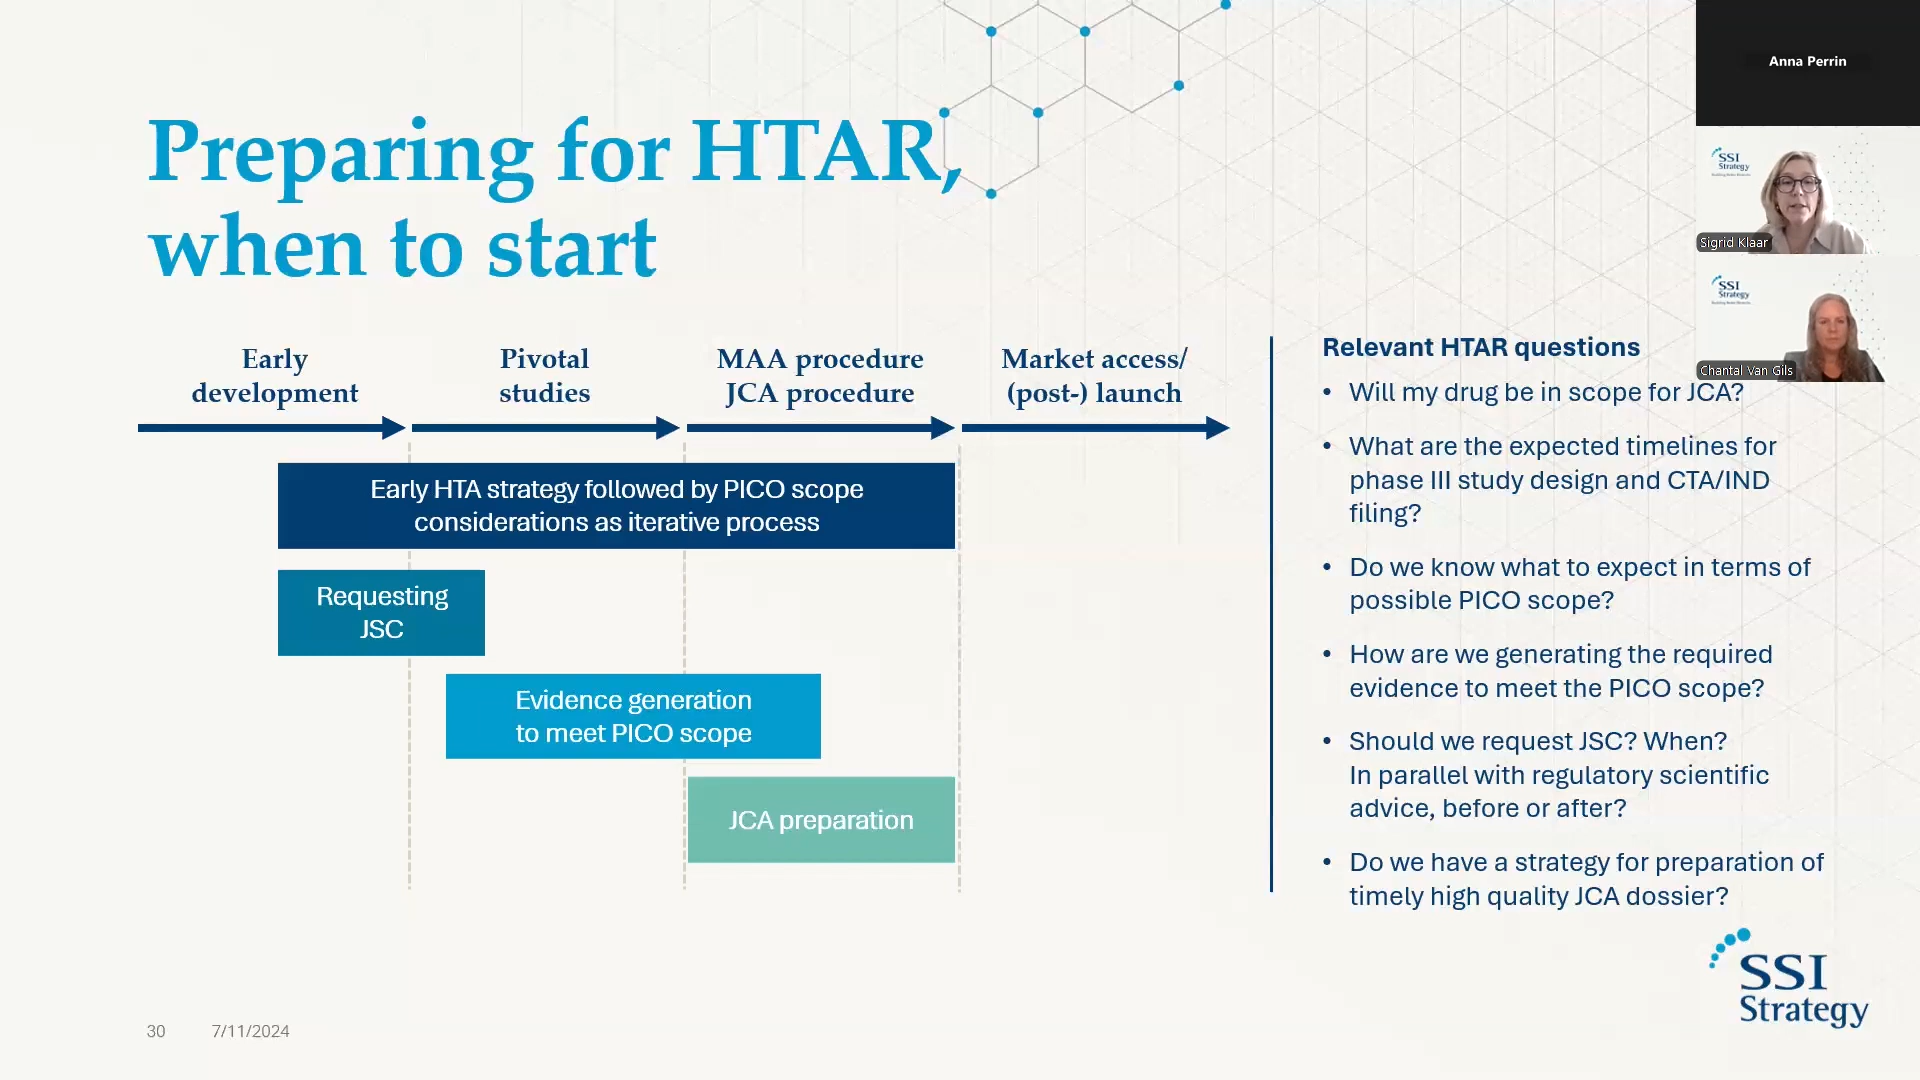 Preparing for HTAR,
when to start
Early
development
Pivotal
studies
MAA procedure
JCA procedure
Market access/
(post-) launch
Early HTA strategy followed by PICO scope
considerations as iterative process
Requesting
JSC
Evidence generation
to meet PICO scope
JCA preparation
Relevant HTAR questions
• Will my drug be in scope for JCA?
• What are the expected timelines for
phase III study design and CTA/IND
filing?
• Do we know what to expect in terms of
possible PICO scope?
• How are we generating the required
evidence to meet the PICO scope?
• Should we request JSC? When?
In parallel with regulatory scientific
advice, before or after?
• Do we have a strategy for preparation of
timely high quality JCA dossier?
Anna Perrin
SSI
Strategy
Sigrid Klaar
SSI
Strategy
Chantal Van Gils
SSI
Strategy
30 7/11/2024